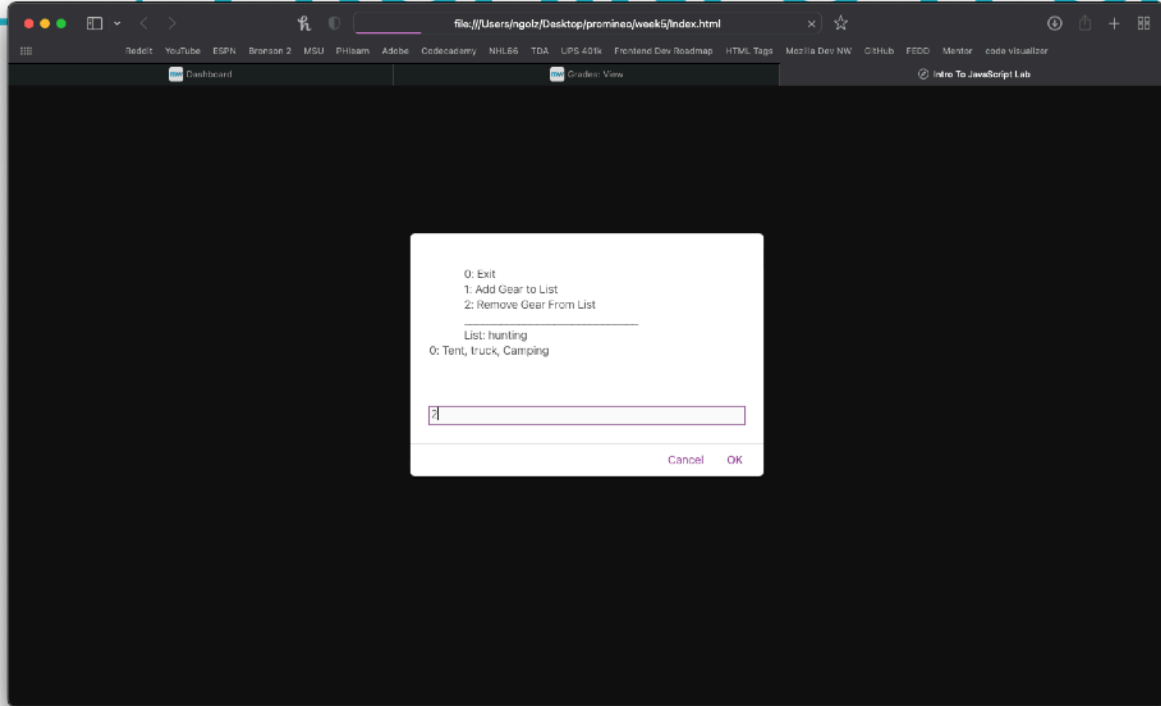 file:///Users/ngolz/Desktop/promineo/week5/Index.html
Reddit YouTube ESPN Bronson 2 MSU PHlearn Adobe Codecademy NHL66 TDA UPS 401k Frontend Dev Roadmap HTML Tags Mozilla Dev NW GitHub FEDD Mentor code visualizer
Dashboard Grades: View Intro To JavaScript Lab
0: Exit
1: Add Gear to List
2: Remove Gear From List
______________________________
List: hunting
0: Tent, truck, Camping
2
Cancel OK